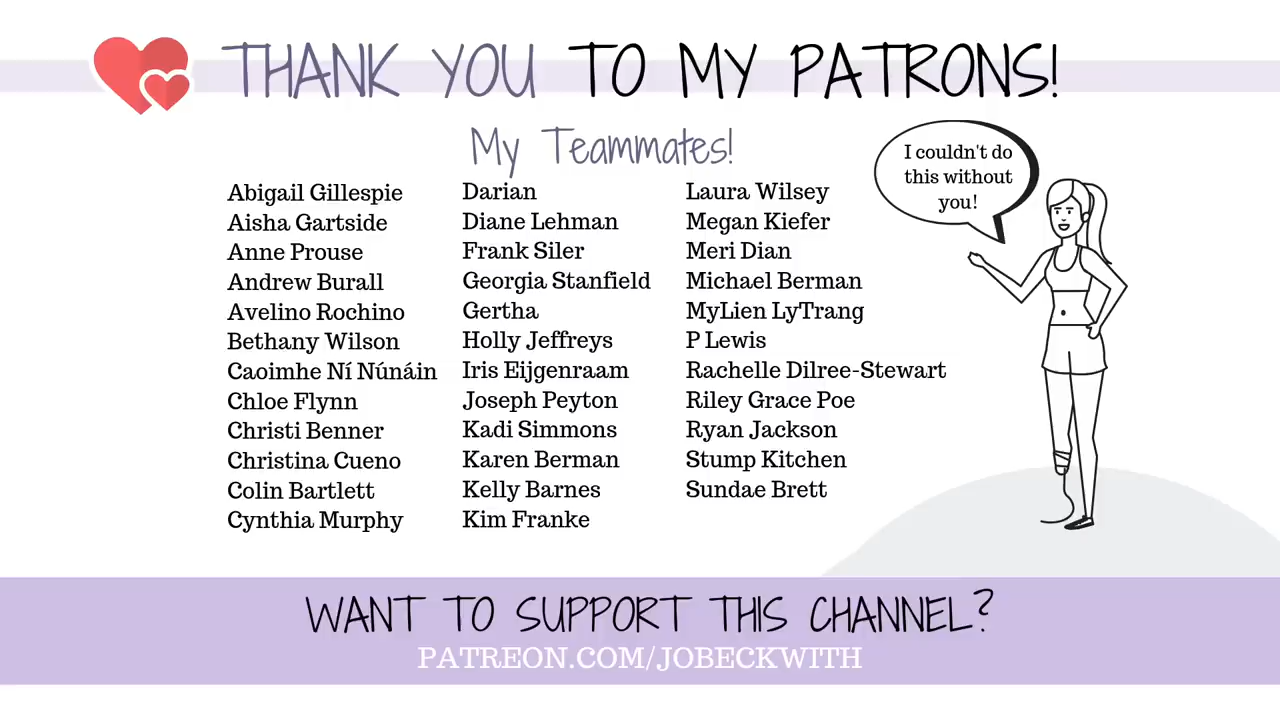 THANK YOU TO MY PATRONS!
My Teammates!
Abigail Gillespie
Aisha Gartside
Anne Prouse
Andrew Burall
Avelino Rochino
Bethany Wilson
Caoimhe Ní Núnáin
Chloe Flynn
Christi Benner
Christina Cueno
Colin Bartlett
Cynthia Murphy
Darian
Diane Lehman
Frank Siler
Georgia Stanfield
Gertha
Holly Jeffreys
Iris Eijgenraam
Joseph Peyton
Kadi Simmons
Karen Berman
Kelly Barnes
Kim Franke
Laura Wilsey
Megan Kiefer
Meri Dian
Michael Berman
MyLien LyTrang
P Lewis
Rachelle Dilree-Stewart
Riley Grace Poe
Ryan Jackson
Stump Kitchen
Sundae Brett
I couldn't do
this without
you!
WANT TO SUPPORT THIS CHANNEL?
PATREON.COM/JOBECKWITH